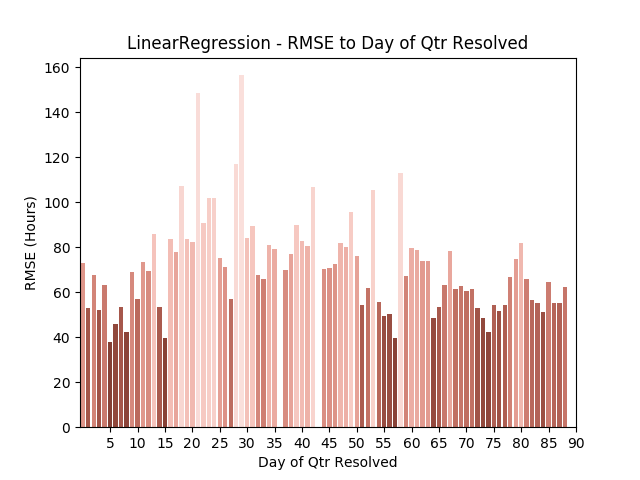 LinearRegression - RMSE to Day of Qtr Resolved
160
140
120
100
80
60
40
20
0
RMSE (Hours)
5 10 15 20 25 30 35 40 45 50 55 60 65 70 75 80 85 90
Day of Qtr Resolved